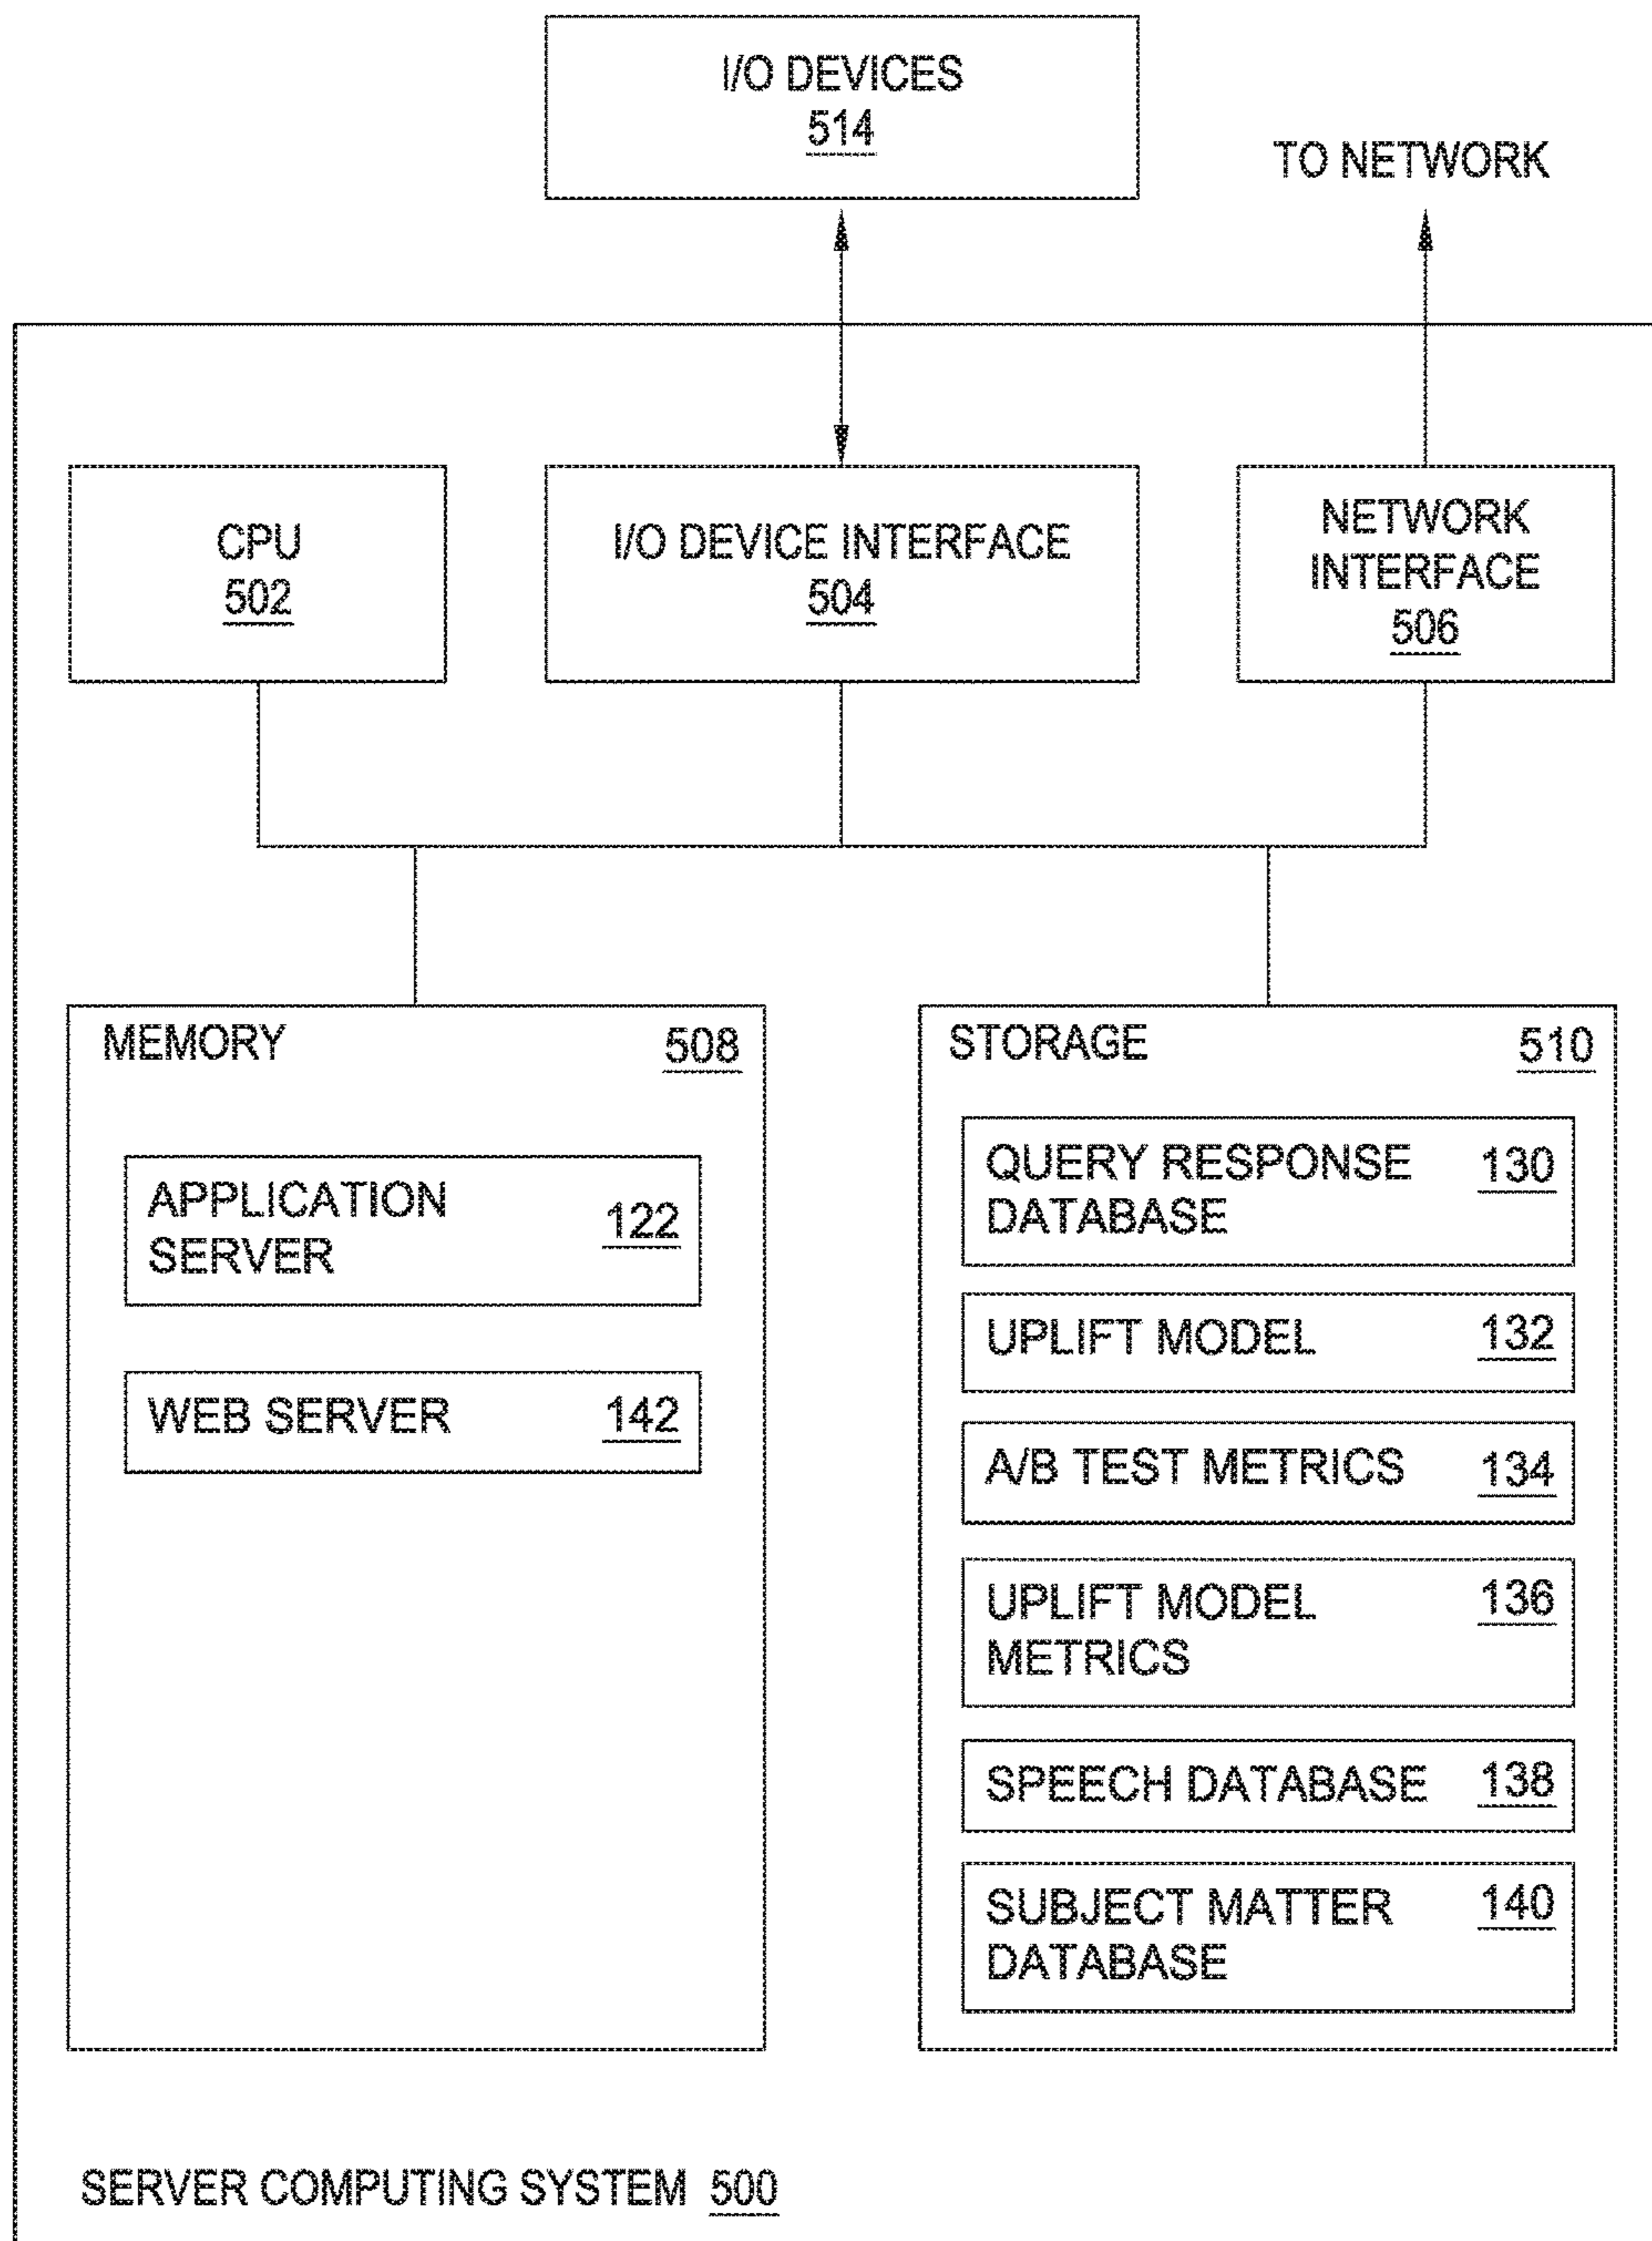 I/O DEVICES
514
TO NETWORK
CPU
502
I/O DEVICE INTERFACE
504
NETWORK
INTERFACE
506
MEMORY 508
APPLICATION
SERVER
122
WEB SERVER 142
STORAGE 510
QUERY RESPONSE
DATABASE
130
UPLIFT MODEL 132
A/B TEST METRICS 134
UPLIFT MODEL
METRICS
136
SPEECH DATABASE 138
SUBJECT MATTER
DATABASE
140
SERVER COMPUTING SYSTEM 500